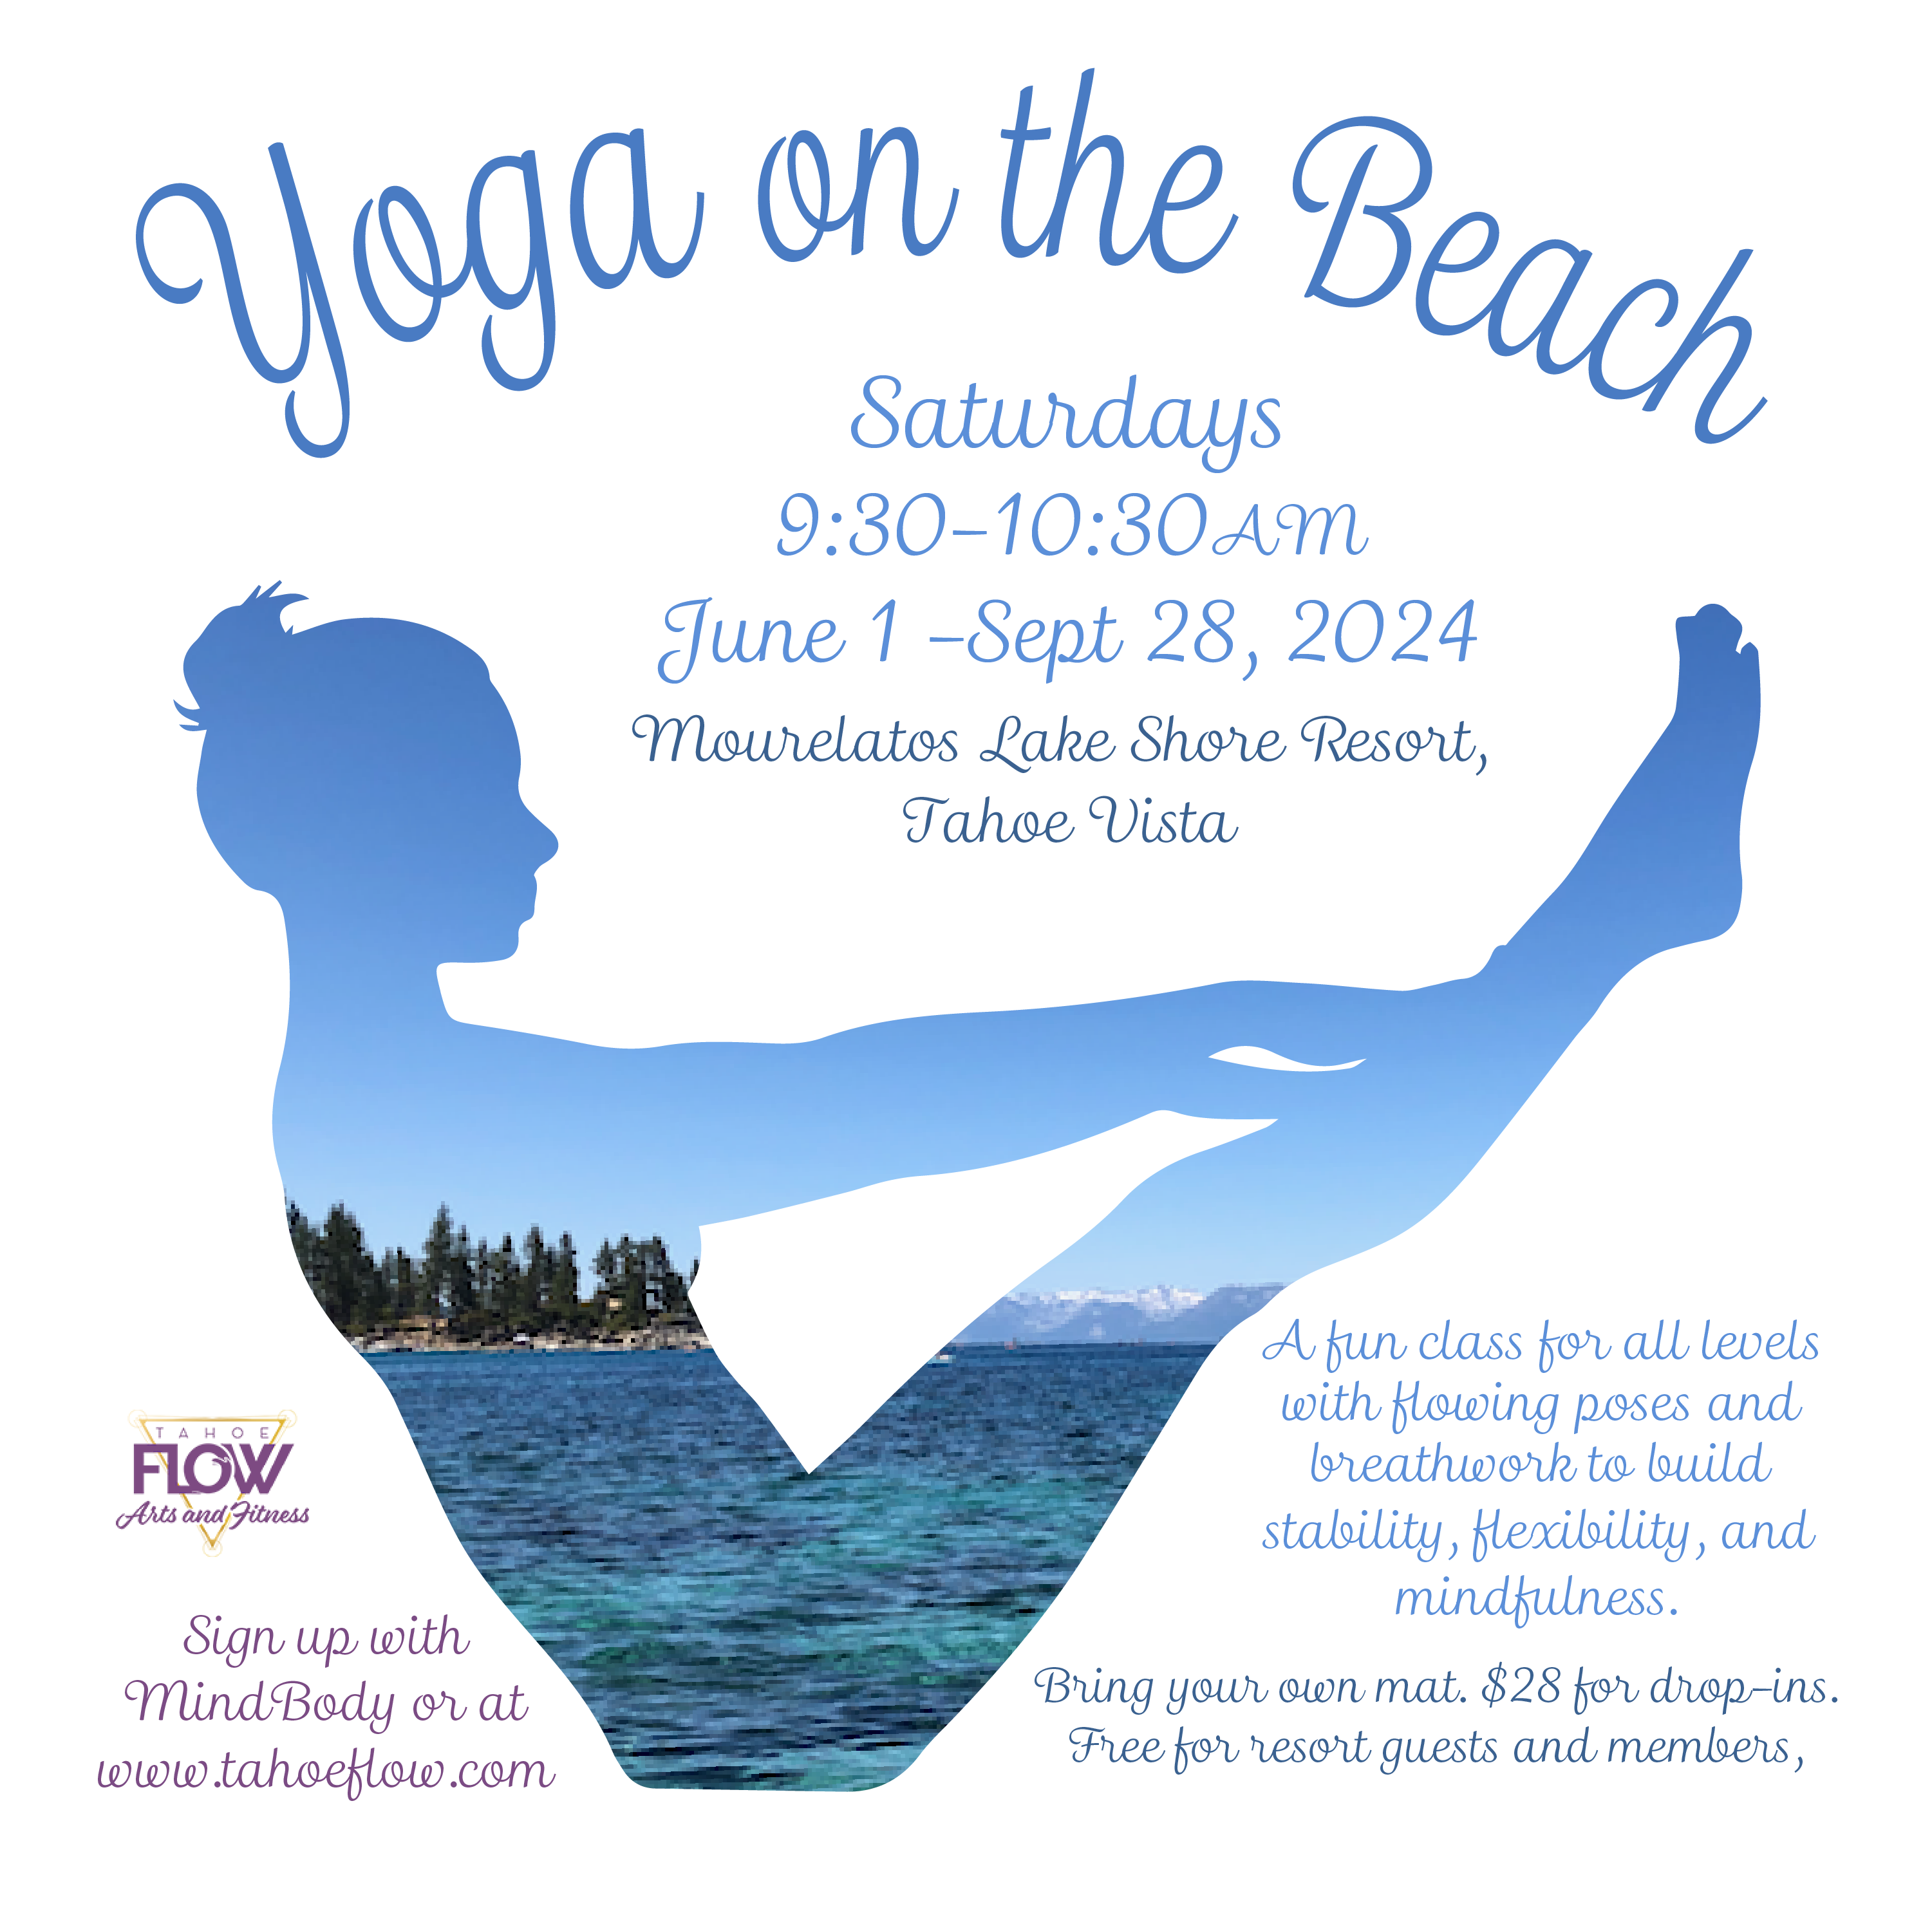 Yoga on the Beach
Saturdays
9:30-10:30AM
June 1 -Sept 28, 2024
Mourelatos Lake Shore Resort,
Tahoe Vista
A fun class for all levels
with flowing poses and
breathwork to build
stability, flexibility, and
mindfulness.
TAHOE
FLOW
Arts and Fitness
Sign up with
MindBody or at
www.tahoeflow.com
Bring your own mat. $28 for drop-ins.
Free for resort guests and members,